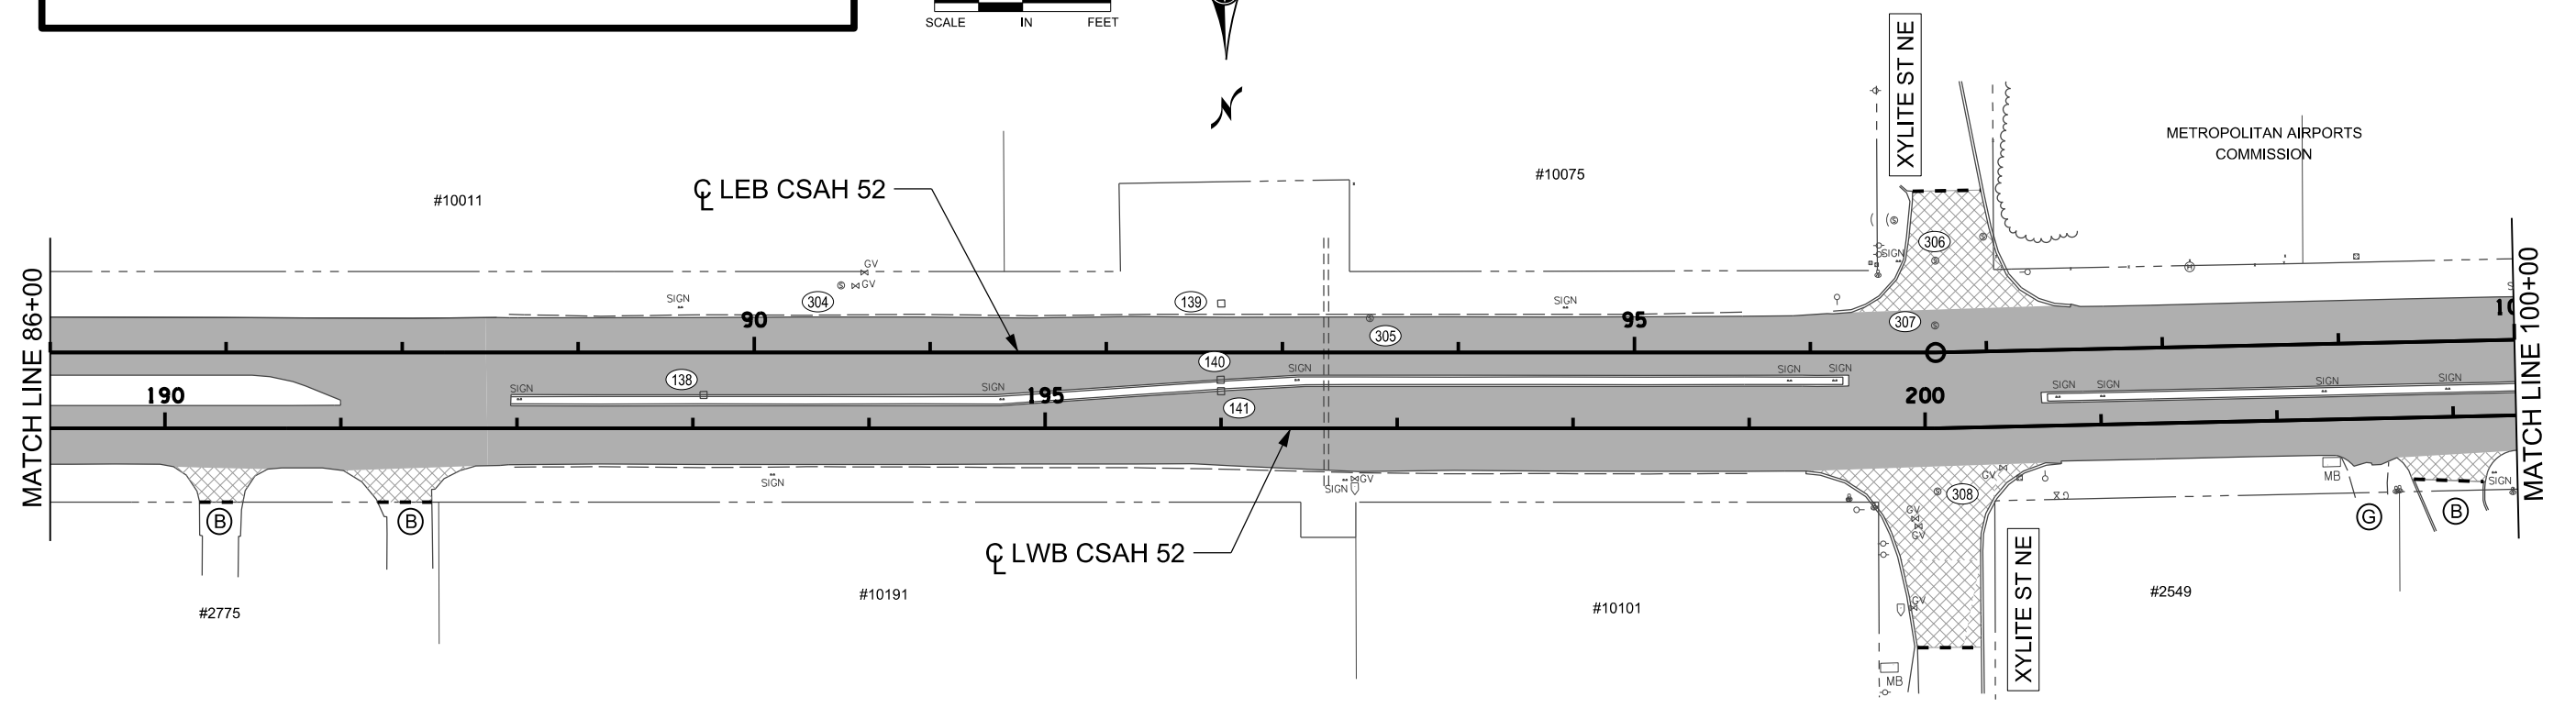 SCALE IN FEET
N
XYLITE ST NE
METROPOLITAN AIRPORTS
COMMISSION
#10011
℄ LEB CSAH 52
#10075
MATCH LINE 86+00
MATCH LINE 100+00
306
SIGN
GV
GV
304
SIGN
139
SIGN
305
307
90
95
10
S
140
138
SIGN
SIGN
SIGN
SIGN
SIGN
SIGN
SIGN
SIGN
SIGN
190
195
200
141
GV
SIGN
SIGN
GV
308
MB
SIGN
B
B
GV
GV
G
B
℄ LWB CSAH 52
XYLITE ST NE
#2775
#10191
#10101
GV
#2549
MB